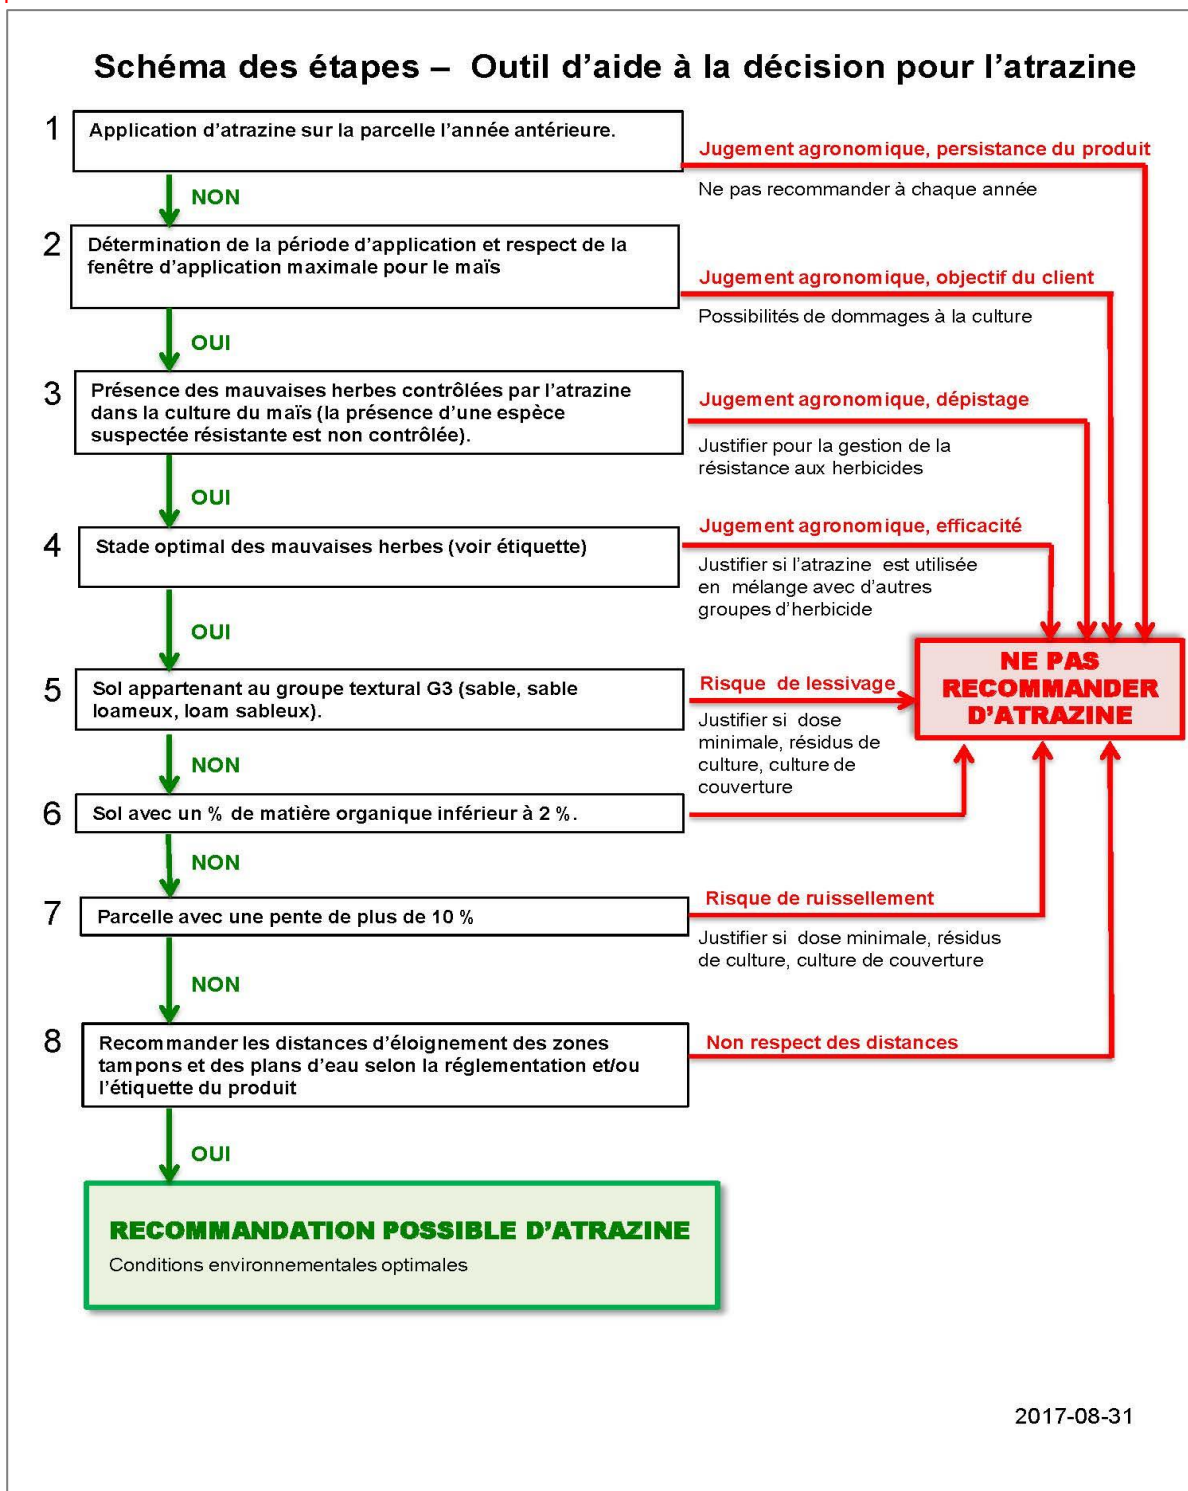 Schéma des étapes – Outil d'aide à la décision pour l'atrazine
1
Application d'atrazine sur la parcelle l'année antérieure.
Jugement agronomique, persistance du produit
Ne pas recommander à chaque année
NON
2
Détermination de la période d'application et respect de la
fenêtre d'application maximale pour le maïs
Jugement agronomique, objectif du client
Possibilités de dommages à la culture
OUI
3
Présence des mauvaises herbes contrôlées par l'atrazine
dans la culture du maïs (la présence d'une espèce
suspectée résistante est non contrôlée).
Jugement agronomique, dépistage
Justifier pour la gestion de la
résistance aux herbicides
OUI
4
Stade optimal des mauvaises herbes (voir étiquette)
Jugement agronomique, efficacité
Justifier si l'atrazine est utilisée
en mélange avec d'autres
groupes d'herbicide
OUI
NE PAS
RECOMMANDER
D'ATRAZINE
5
Sol appartenant au groupe textural G3 (sable, sable
loameux, loam sableux).
Risque de lessivage
Justifier si dose
minimale, résidus de
culture, culture de
couverture
NON
6
Sol avec un % de matière organique inférieur à 2 %.
NON
7
Parcelle avec une pente de plus de 10 %
Risque de ruissellement
Justifier si dose minimale, résidus
de culture, culture de couverture
NON
8
Recommander les distances d'éloignement des zones
tampons et des plans d'eau selon la réglementation et/ou
l'étiquette du produit
Non respect des distances
OUI
RECOMMANDATION POSSIBLE D'ATRAZINE
Conditions environnementales optimales
2017-08-31